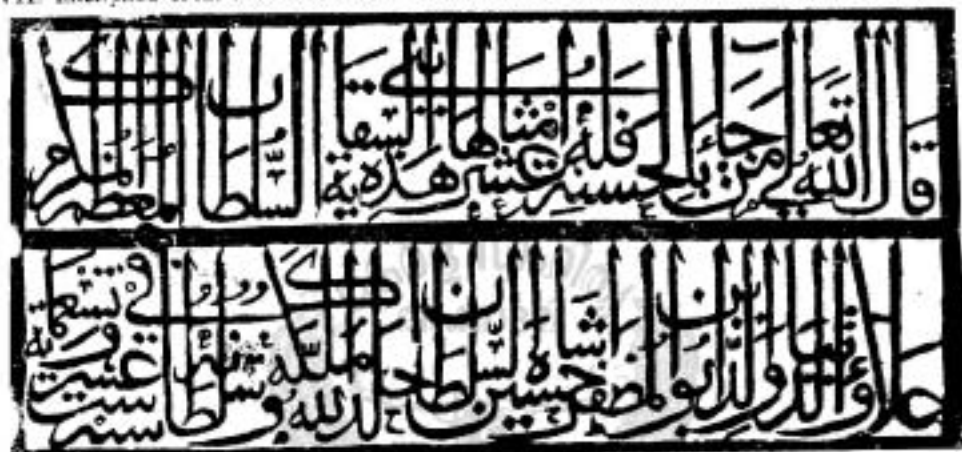 قال الله تعالى من جاء بالحسنة فله عشر امثالها بنى هذه السقاية السلطان المعظم المكرم
علاء الدنيا والدين ابو المظفر حسين شاه السلطان خلد الله ملكه وسلطانه في سنة ست عشرة وتسعمائة